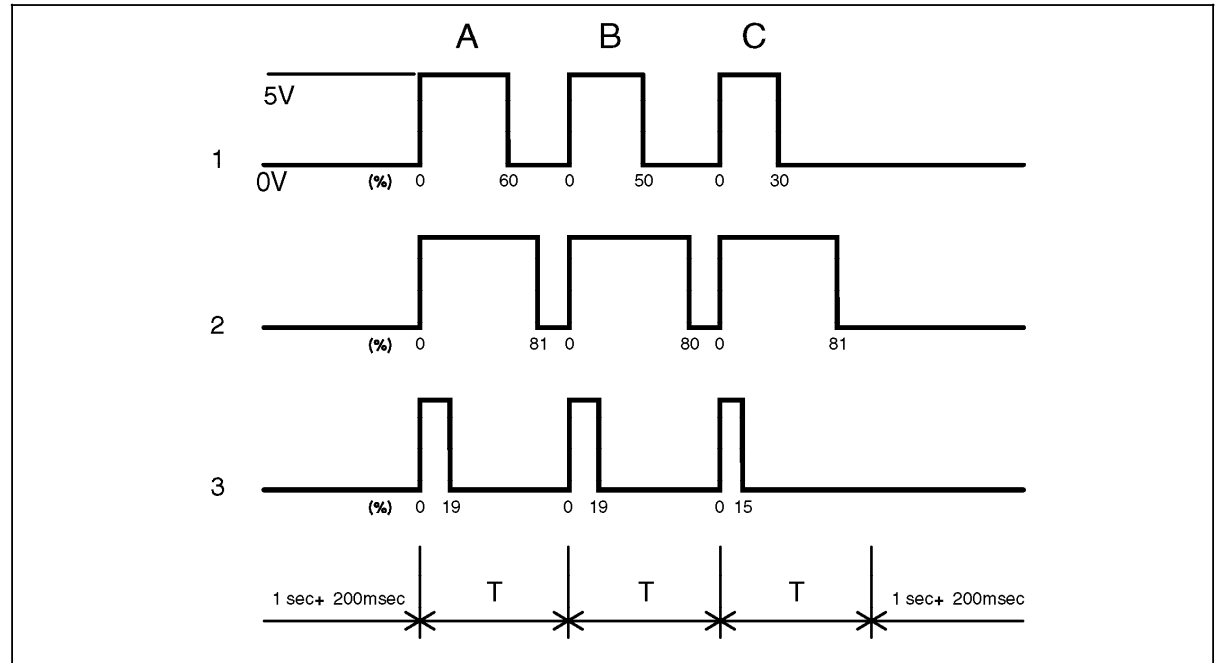 A B C
5V
1
0V (%) 0 60 0 50 0 30
2
(%) 0 81 0 80 0 81
3
(%) 0 19 0 19 0 15
1 sec+ 200msec T T T 1 sec+ 200msec